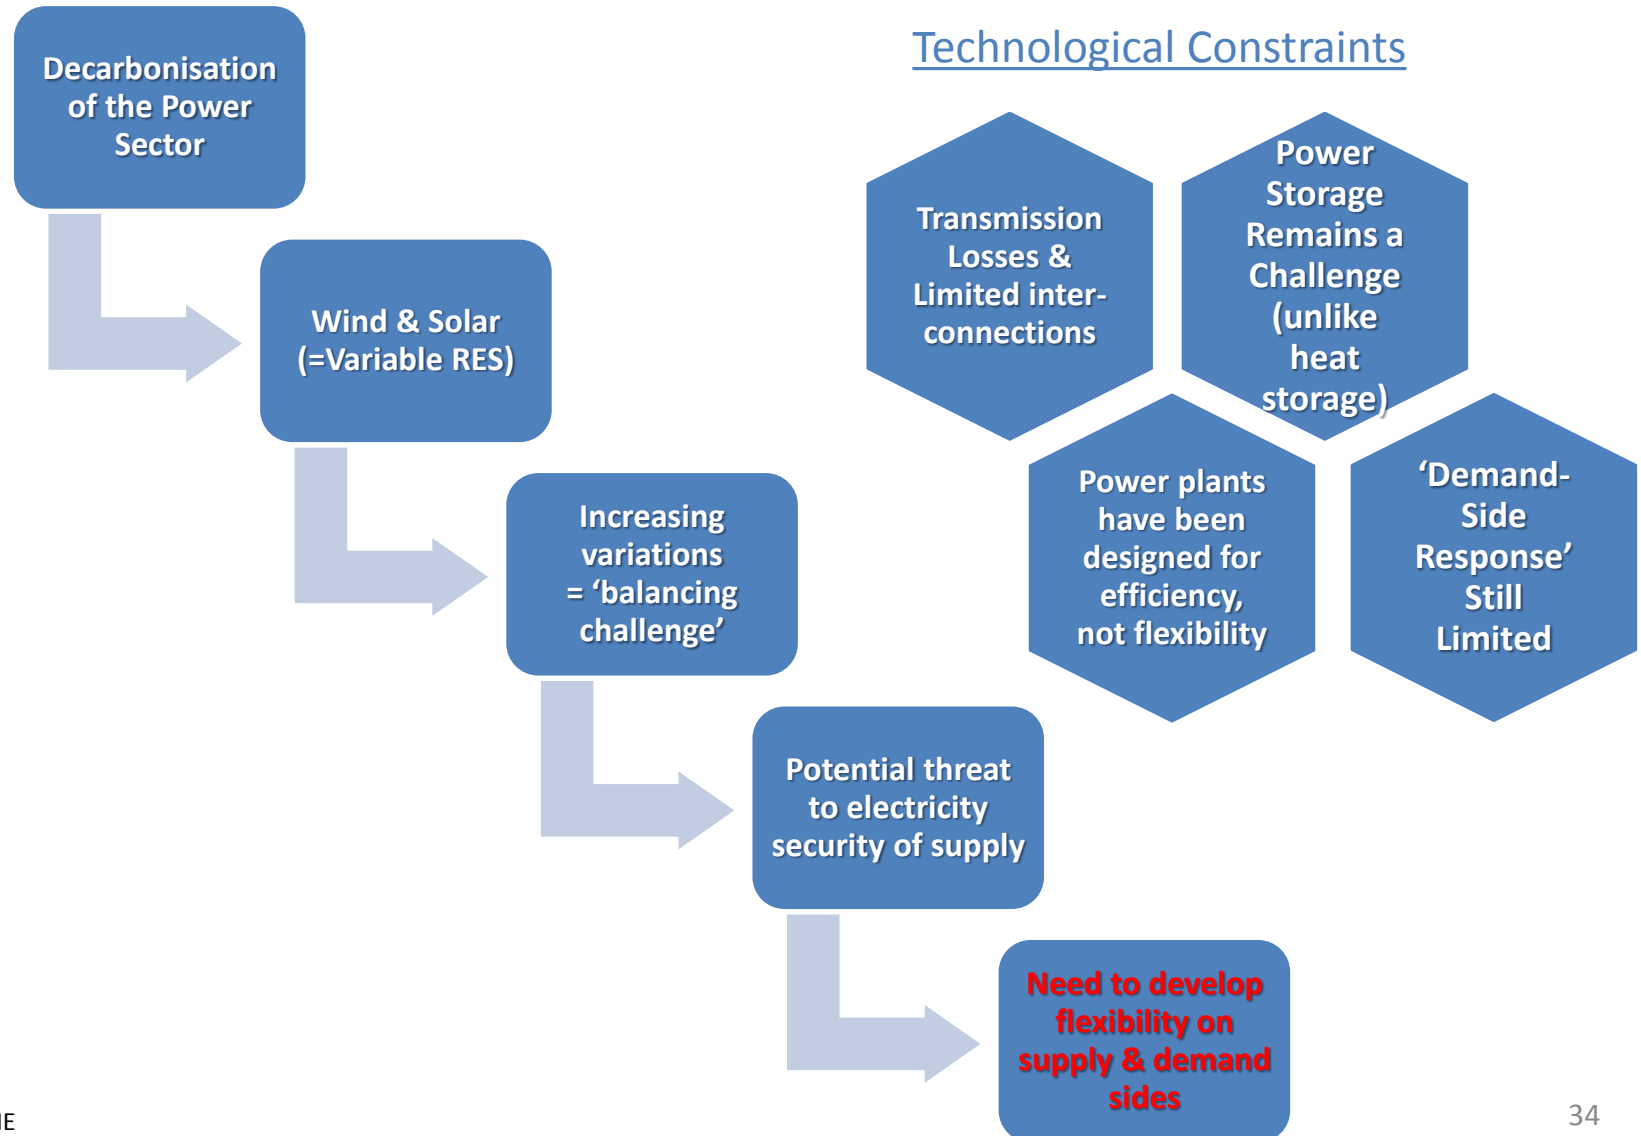 Decarbonisation
of the Power
Sector
Wind & Solar
(=Variable RES)
Increasing
variations
= ‘balancing
challenge’
Potential threat
to electricity
security of supply
Need to develop
flexibility on
supply & demand
sides
Technological Constraints
Transmission
Losses &
Limited inter-
connections
Power
Storage
Remains a
Challenge
(unlike
heat
storage)
Power plants
have been
designed for
efficiency,
not flexibility
‘Demand-
Side
Response’
Still
Limited
34